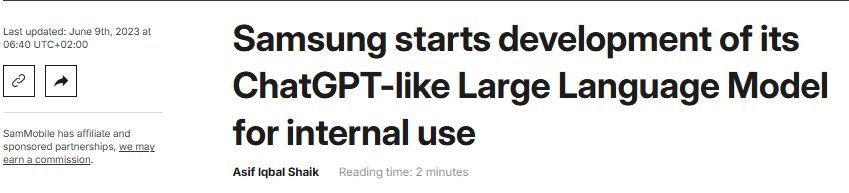 Last updated: June 9th, 2023 at
06:40 UTC+02:00
SamMobile has affiliate and
sponsored partnerships, we may
earn a commission.
Samsung starts development of its
ChatGPT-like Large Language Model
for internal use
Asif Iqbal Shaik Reading time: 2 minutes